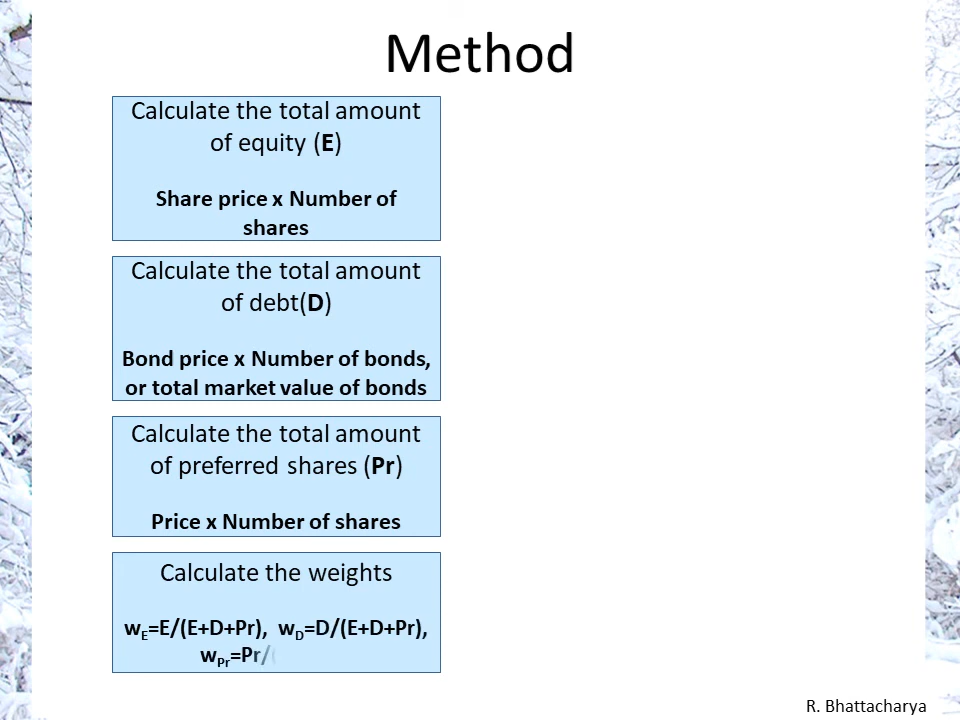 Method
Calculate the total amount
of equity (E)
Share price x Number of
shares
Calculate the total amount
of debt(D)
Bond price x Number of bonds,
or total market value of bonds
Calculate the total amount
of preferred shares (Pr)
Price x Number of shares
Calculate the weights
wE=E/(E+D+Pr), wD=D/(E+D+Pr),
wPr=Pr/(
R. Bhattacharya